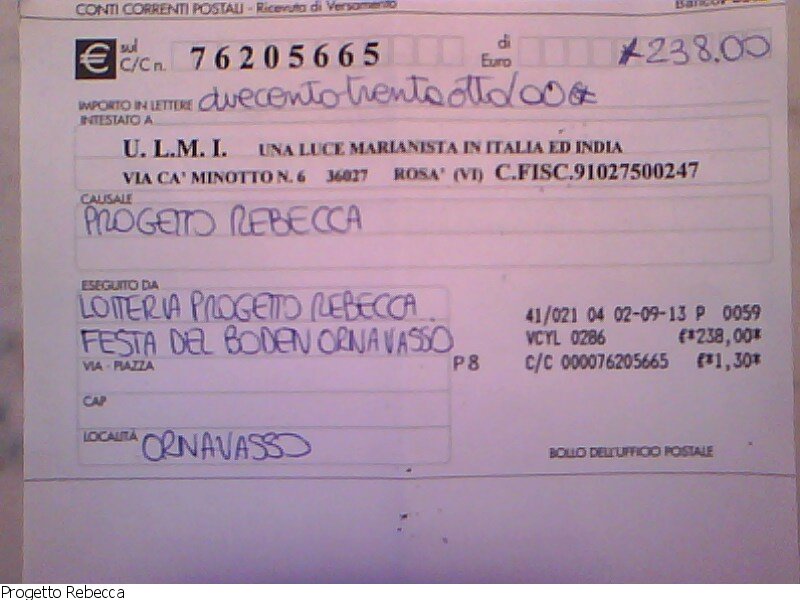 CONTI CORRENTI POSTALI - Ricevuta di Versamento
€ sul C/C n. 76205665 di Euro *238.00
IMPORTO IN LETTERE duecentotrentaotto/00
INTESTATO A
U. L.M. I. UNA LUCE MARIANISTA IN ITALIA ED INDIA
VIA CA' MINOTTO N. 6 36027 ROSA' (VI) C.FISC.91027500247
CAUSALE
PROGETTO REBECCA
ESEGUITO DA
LOTTERIA PROGETTO REBECCA
FESTA DEL BODEN ORNAVASSO
VIA - PIAZZA
CAP
LOCALITÀ ORNAVASSO
41/021 04 02-09-13 P 0059
VCYL 0286 €*238,00*
P 8 C/C 000076205665 €*1,30*
BOLLO DELL'UFFICIO POSTALE
Progetto Rebecca